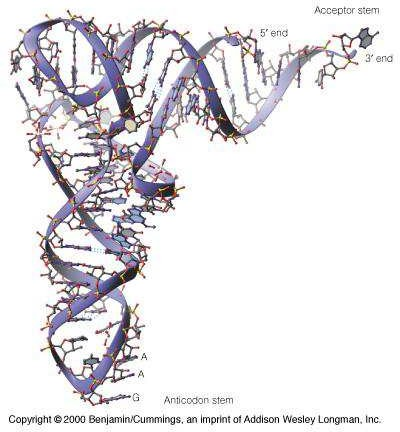 Acceptor stem
5′ end
3′ end
A
A
G
Anticodon stem
Copyright © 2000 Benjamin/Cummings, an imprint of Addison Wesley Longman, Inc.